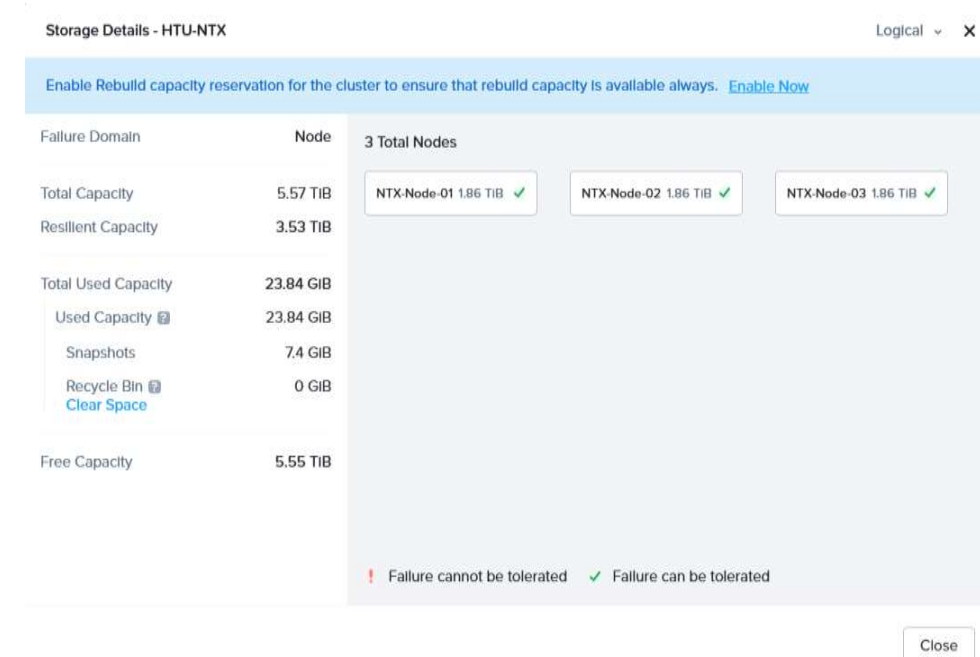 Storage Details - HTU-NTX
Logical
Enable Rebuild capacity reservation for the cluster to ensure that rebuild capacity is available always. Enable Now
Failure Domain Node
Total Capacity 5.57 TiB
Resilient Capacity 3.53 TiB
Total Used Capacity 23.84 GiB
Used Capacity ? 23.84 GiB
Snapshots 7.4 GiB
Recycle Bin ? 0 GiB
Clear Space
Free Capacity 5.55 TiB
3 Total Nodes
NTX-Node-01 1.86 TiB
NTX-Node-02 1.86 TiB
NTX-Node-03 1.86 TiB
! Failure cannot be tolerated
Failure can be tolerated
Close